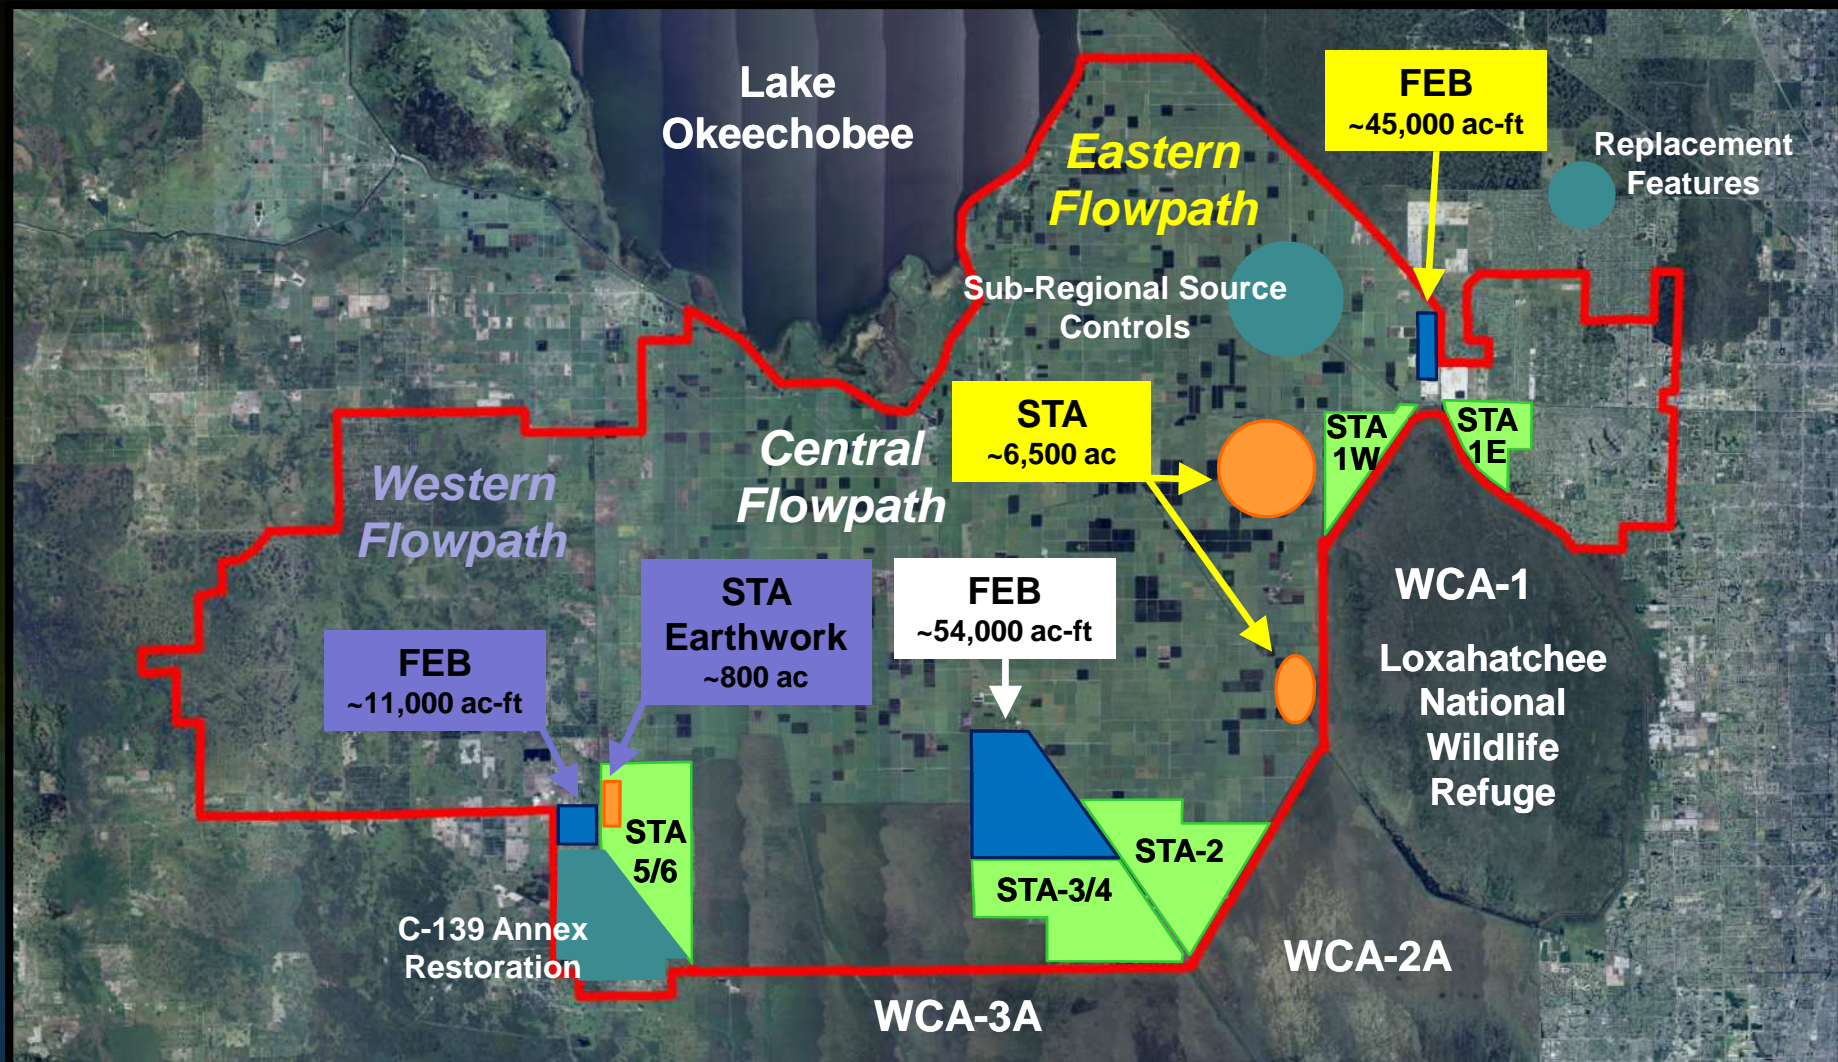 Lake
Okeechobee
FEB
~45,000 ac-ft
Replacement
Features
Eastern
Flowpath
Sub-Regional Source
Controls
STA
~6,500 ac
STA
1W
STA
1E
Central
Flowpath
Western
Flowpath
STA
Earthwork
~800 ac
FEB
~54,000 ac-ft
FEB
~11,000 ac-ft
WCA-1
Loxahatchee
National
Wildlife
Refuge
STA
5/6
STA-2
STA-3/4
C-139 Annex
Restoration
WCA-2A
WCA-3A